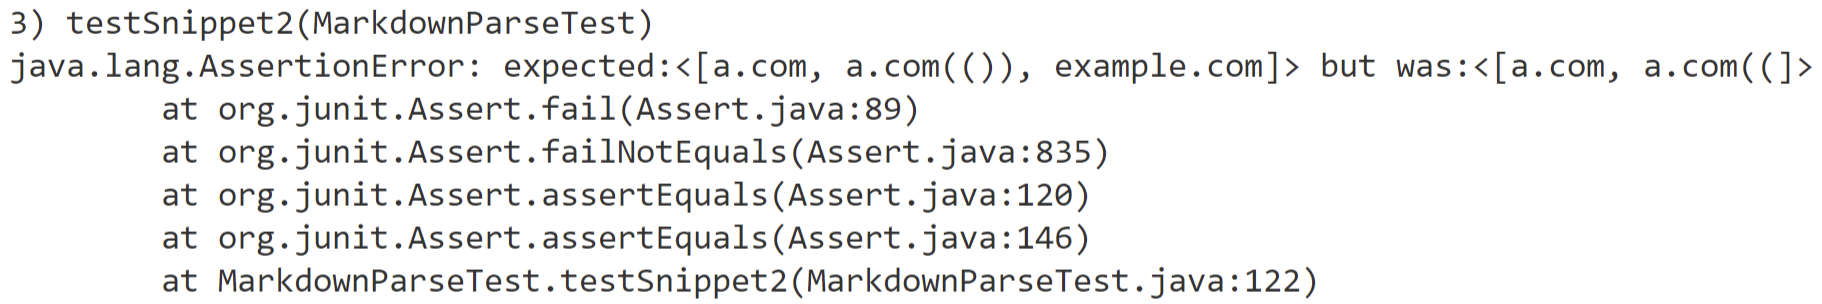 3) testSnippet2(MarkdownParseTest)
java.lang.AssertionError: expected:<[a.com, a.com(()), example.com]> but was:<[a.com, a.com((]>
at org.junit.Assert.fail(Assert.java:89)
at org.junit.Assert.failNotEquals(Assert.java:835)
at org.junit.Assert.assertEquals(Assert.java:120)
at org.junit.Assert.assertEquals(Assert.java:146)
at MarkdownParseTest.testSnippet2(MarkdownParseTest.java:122)